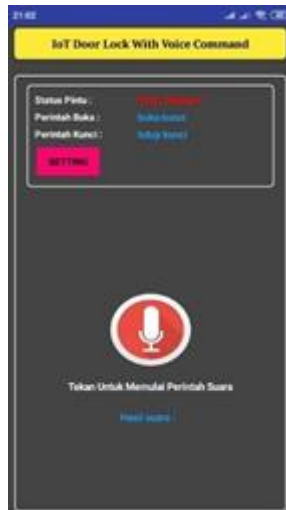 21:02
IoT Door Lock With Voice Command
Status Pintu :
Perintah Buka : buka kunci
Perintah Kunci : tutup kunci
SETTING
Tekan Untuk Memulai Perintah Suara
Hasil suara :